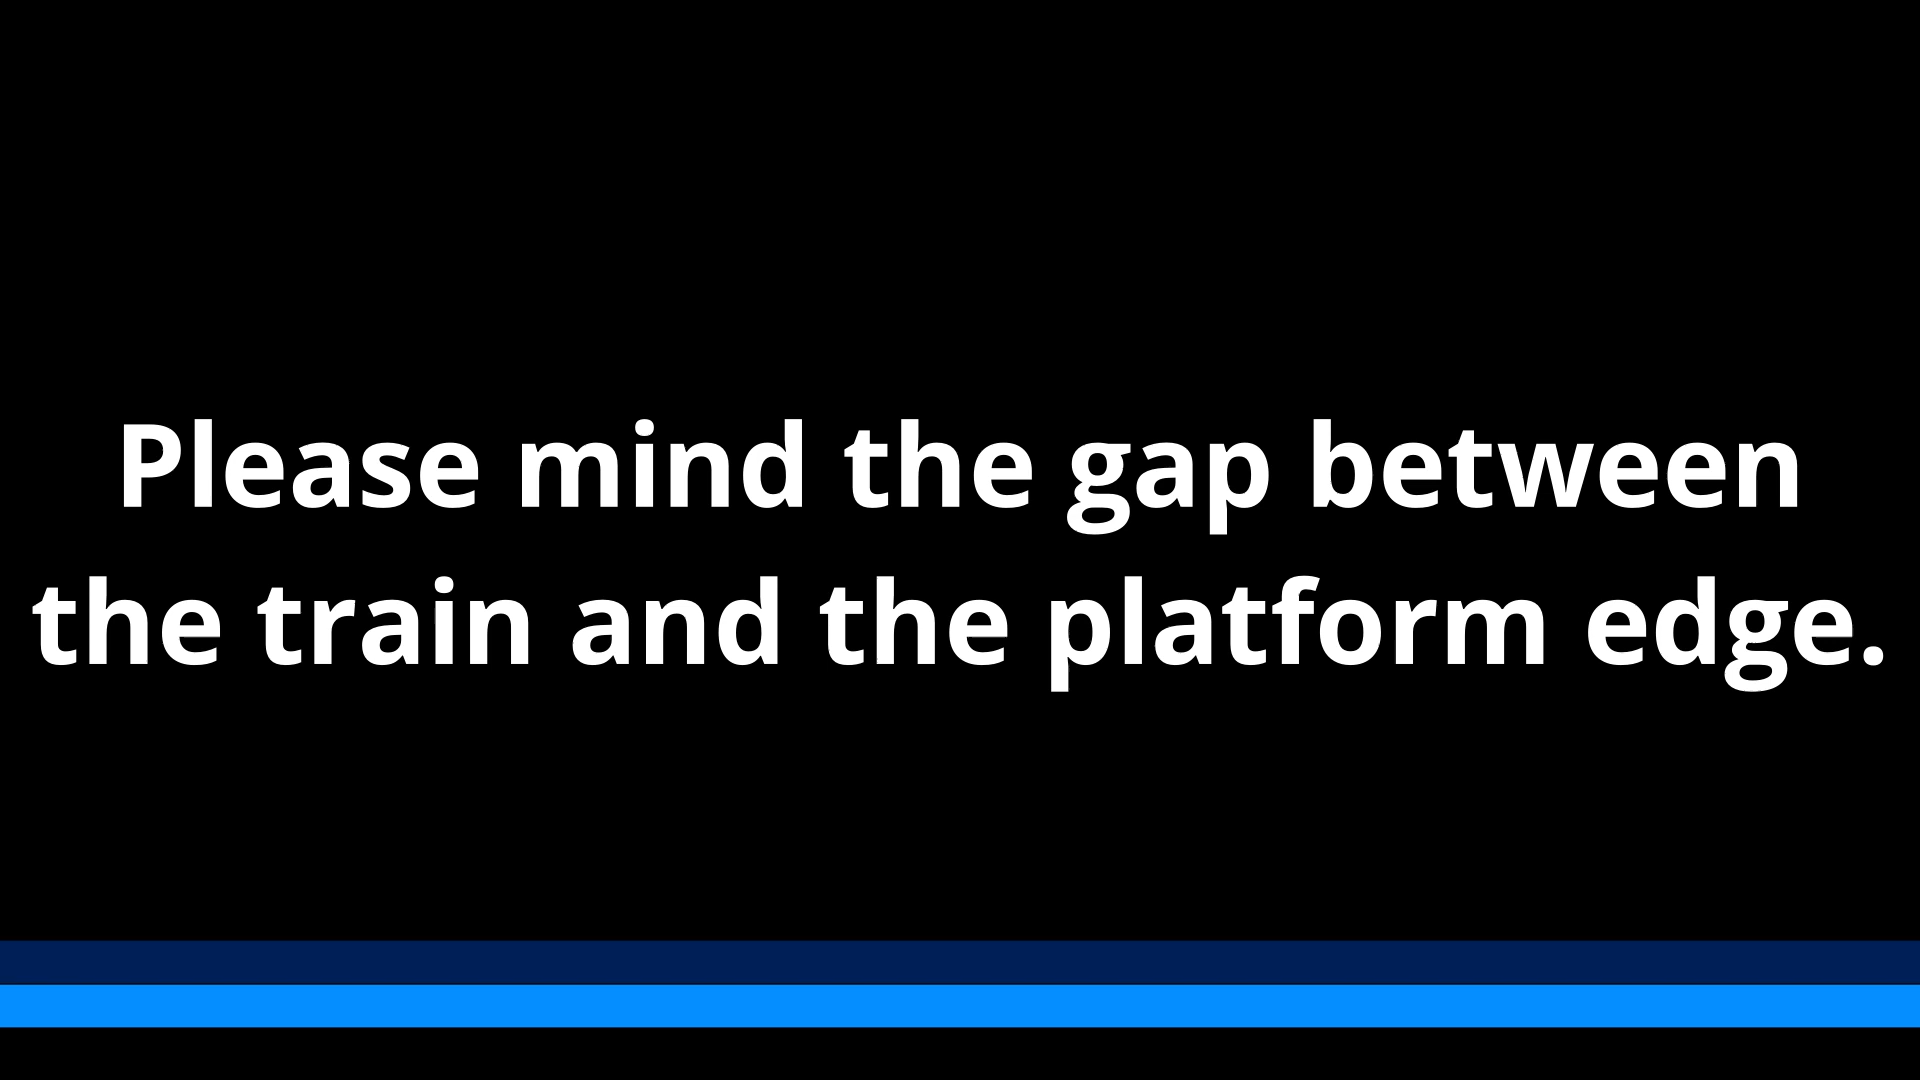 Please mind the gap between
the train and the platform edge.